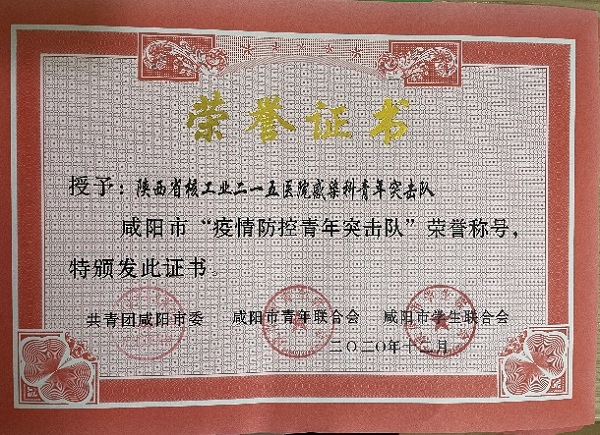 荣誉证书
授予：陕西省核工业二一五医院感染科青年突击队
咸阳市“疫情防控青年突击队”荣誉称号，
特颁发此证书。
共青团咸阳市委 咸阳市青年联合会 咸阳市学生联合会
二〇二〇年十二月